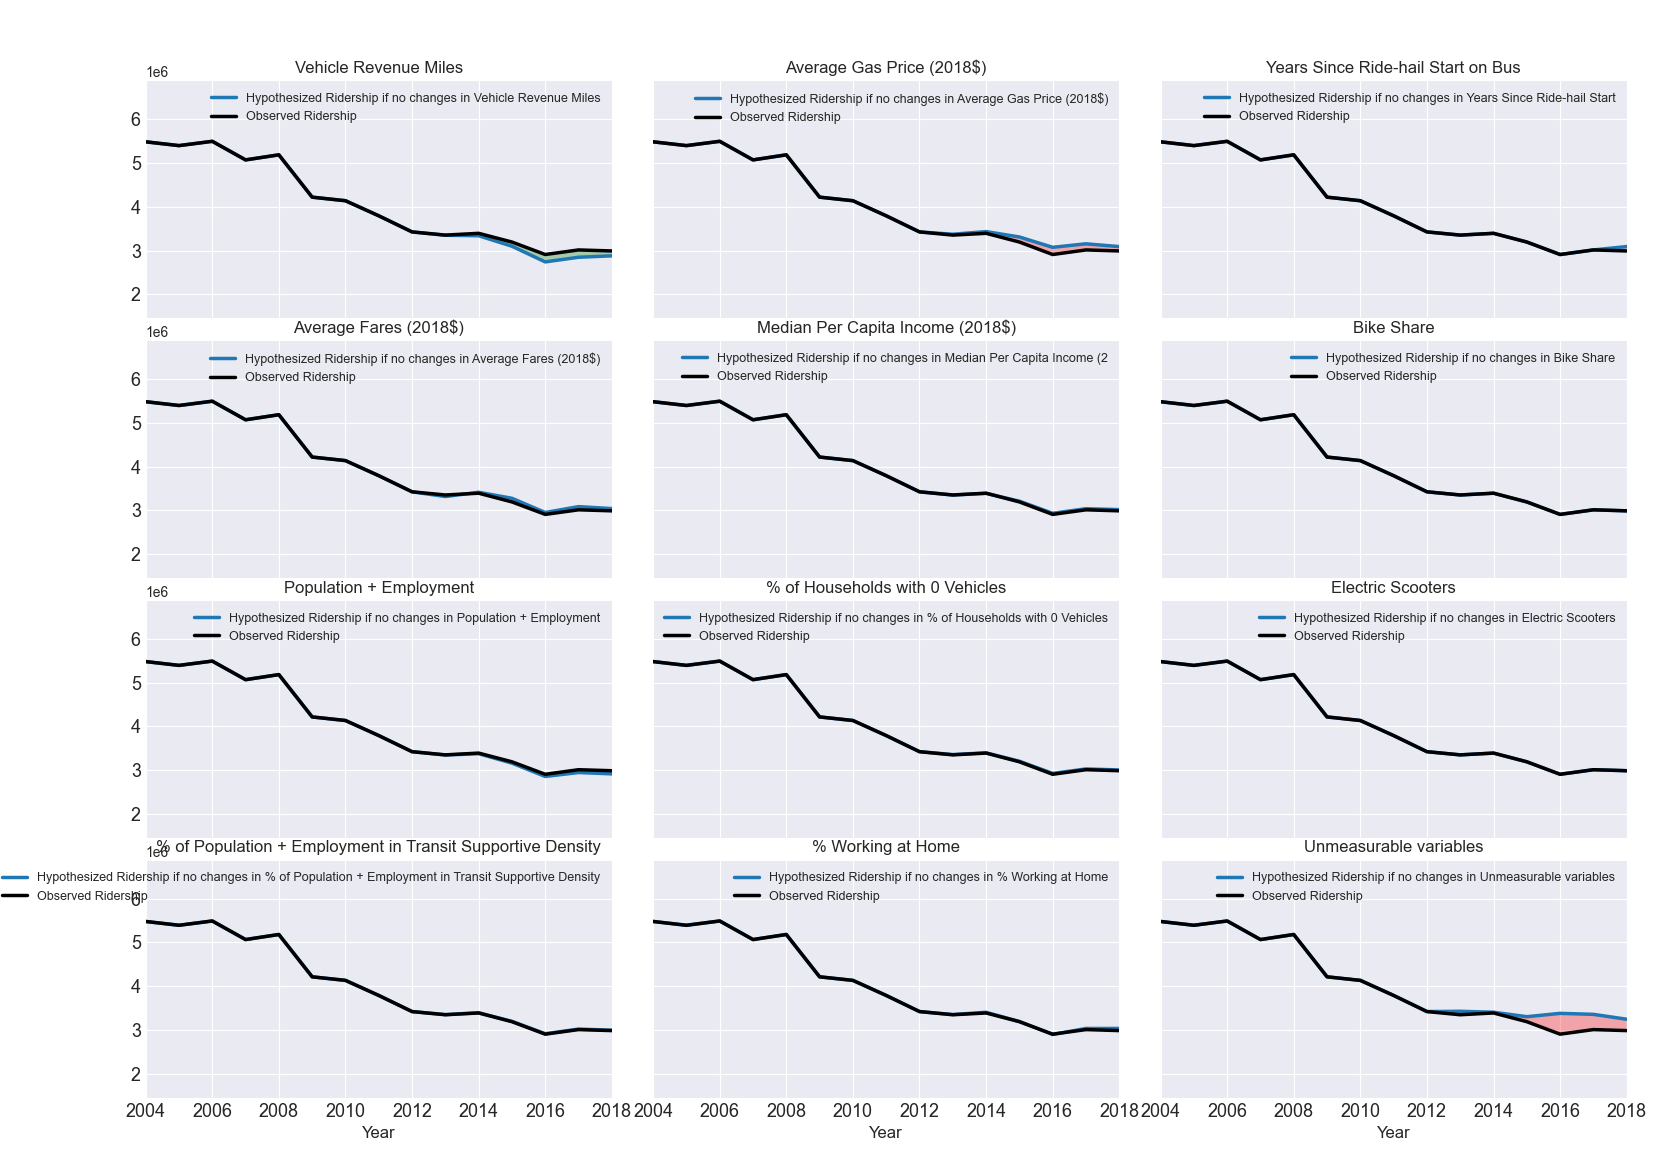 Vehicle Revenue Miles
1e6
Hypothesized Ridership if no changes in Vehicle Revenue Miles
Observed Ridership
6
5
4
3
2
Average Gas Price (2018$)
Hypothesized Ridership if no changes in Average Gas Price (2018$)
Observed Ridership
Years Since Ride-hail Start on Bus
Hypothesized Ridership if no changes in Years Since Ride-hail Start
Observed Ridership
Average Fares (2018$)
1e6
Hypothesized Ridership if no changes in Average Fares (2018$)
Observed Ridership
6
5
4
3
2
Median Per Capita Income (2018$)
Hypothesized Ridership if no changes in Median Per Capita Income (2
Observed Ridership
Bike Share
Hypothesized Ridership if no changes in Bike Share
Observed Ridership
Population + Employment
1e6
Hypothesized Ridership if no changes in Population + Employment
Observed Ridership
6
5
4
3
2
% of Households with 0 Vehicles
Hypothesized Ridership if no changes in % of Households with 0 Vehicles
Observed Ridership
Electric Scooters
Hypothesized Ridership if no changes in Electric Scooters
Observed Ridership
% of Population + Employment in Transit Supportive Density
1e6
Hypothesized Ridership if no changes in % of Population + Employment in Transit Supportive Density
Observed Ridership
6
5
4
3
2
2004 2006 2008 2010 2012 2014 2016 2018
Year
% Working at Home
Hypothesized Ridership if no changes in % Working at Home
Observed Ridership
2004 2006 2008 2010 2012 2014 2016 2018
Year
Unmeasurable variables
Hypothesized Ridership if no changes in Unmeasurable variables
Observed Ridership
2004 2006 2008 2010 2012 2014 2016 2018
Year